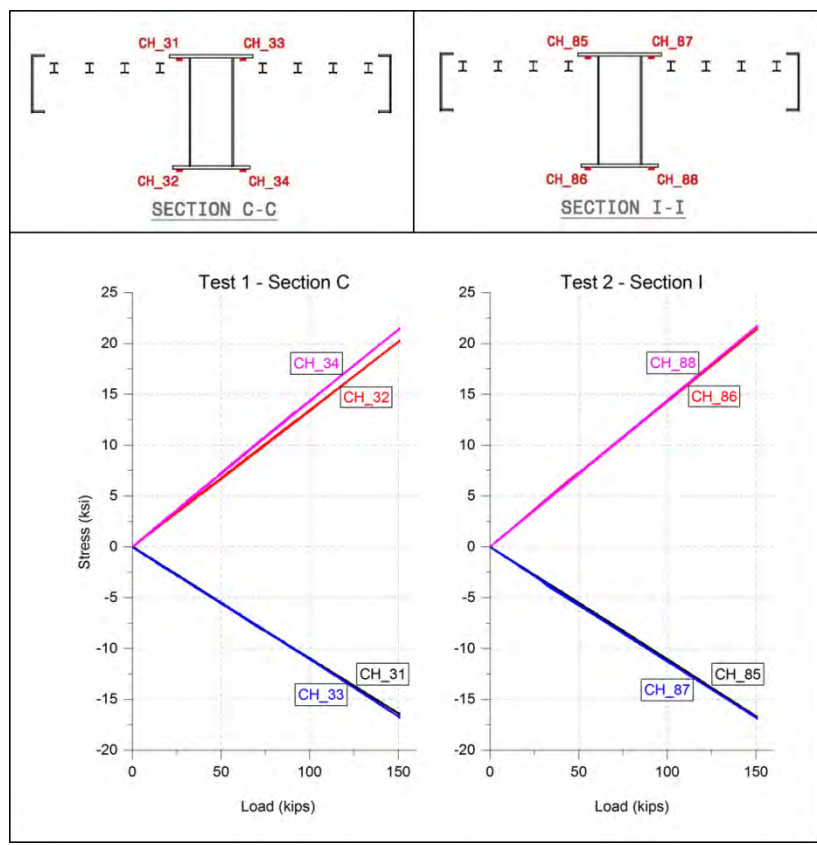 CH_31 CH_33
CH_32 CH_34
SECTION C-C
CH_85 CH_87
CH_86 CH_88
SECTION I-I
Test 1 - Section C
25
20
15
10
5
0
-5
-10
-15
-20
Stress (ksi)
CH_34
CH_32
CH_31
CH_33
0 50 100 150
Load (kips)
Test 2 - Section I
25
20
15
10
5
0
-5
-10
-15
-20
CH_88
CH_86
CH_85
CH_87
0 50 100 150
Load (kips)